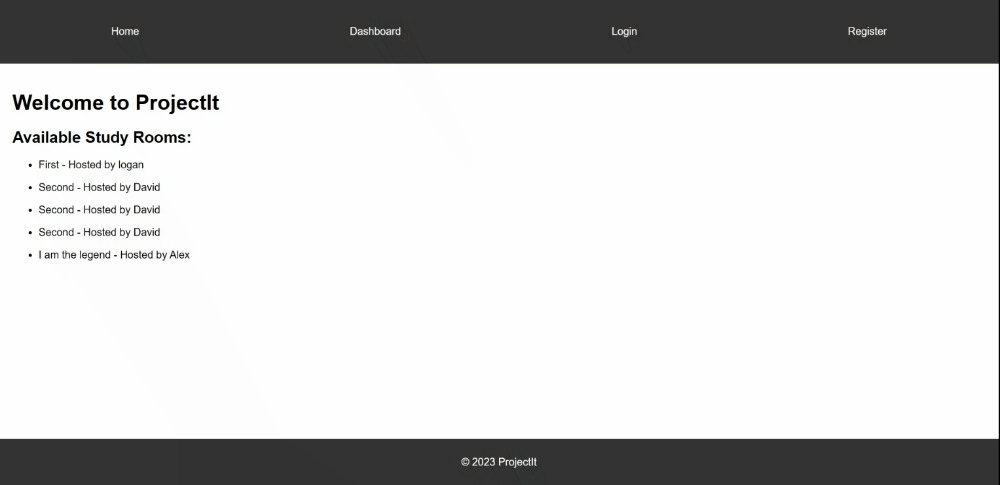 Home Dashboard Login Register
Welcome to ProjectIt
Available Study Rooms:
First - Hosted by logan
Second - Hosted by David
Second - Hosted by David
Second - Hosted by David
I am the legend - Hosted by Alex
© 2023 ProjectIt